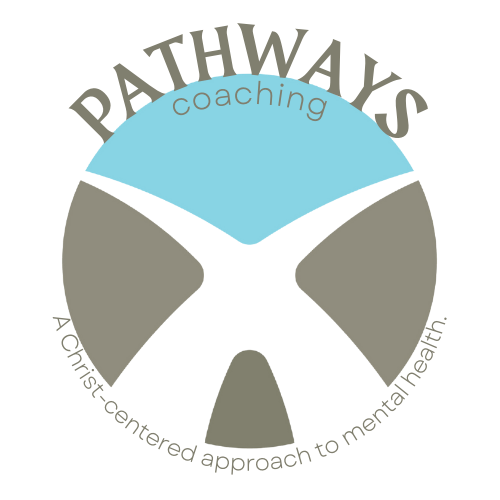 PATHWAYS
coaching
A Christ-centered approach to mental health.